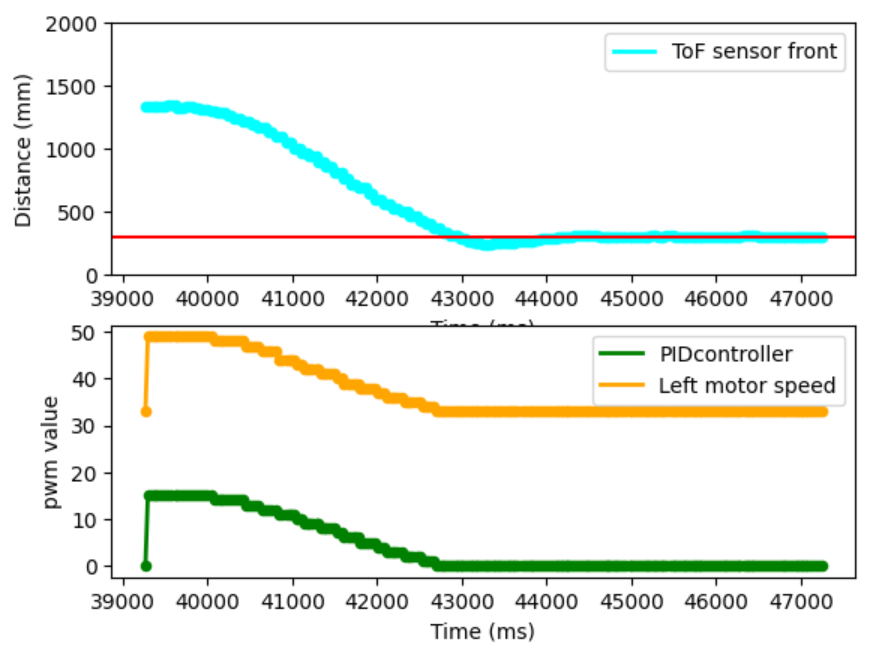 2000
1500
1000
500
0
Distance (mm)
ToF sensor front
39000 40000 41000 42000 43000 44000 45000 46000 47000
Time (ms)
50
40
30
20
10
0
pwm value
PIDcontroller
Left motor speed
39000 40000 41000 42000 43000 44000 45000 46000 47000
Time (ms)